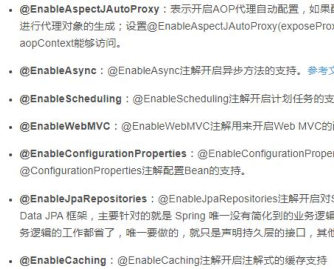 @EnableAspectJAutoProxy：表示开启AOP代理自动配置，如果
进行代理对象的生成；设置@EnableAspectJAutoProxy(exposeProx
aopContext能够访问。
@EnableAsync：@EnableAsync注解开启异步方法的支持。参考
@EnableScheduling：@EnableScheduling注解开启计划任务的支
@EnableWebMVC：@EnableWebMVC注解用来开启Web MVC的
@EnableConfigurationProperties：@EnableConfigurationProper
@ConfigurationProperties注解配置Bean的支持。
@EnableJpaRepositories：@EnableJpaRepositories注解开启对S
Data JPA 框架，主要针对的就是 Spring 唯一没有简化到的业务逻辑
务逻辑的工作都省了，唯一要做的，就只是声明持久层的接口，其他
@EnableCaching：@EnableCaching注解开启注解式的缓存支持